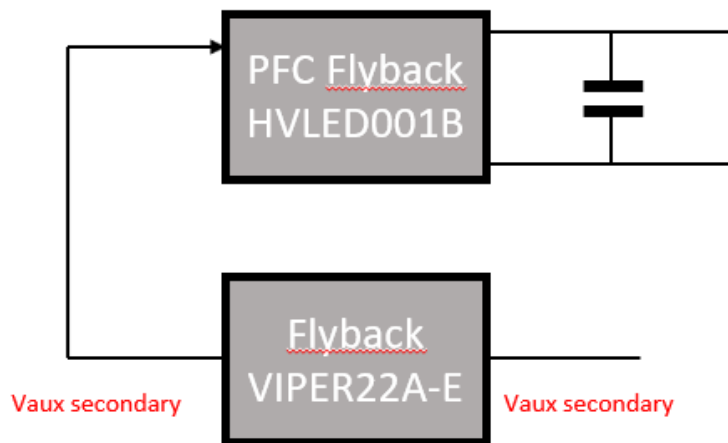 PFC Flyback
HVLED001B
Flyback
VIPER22A-E
Vaux secondary
Vaux secondary